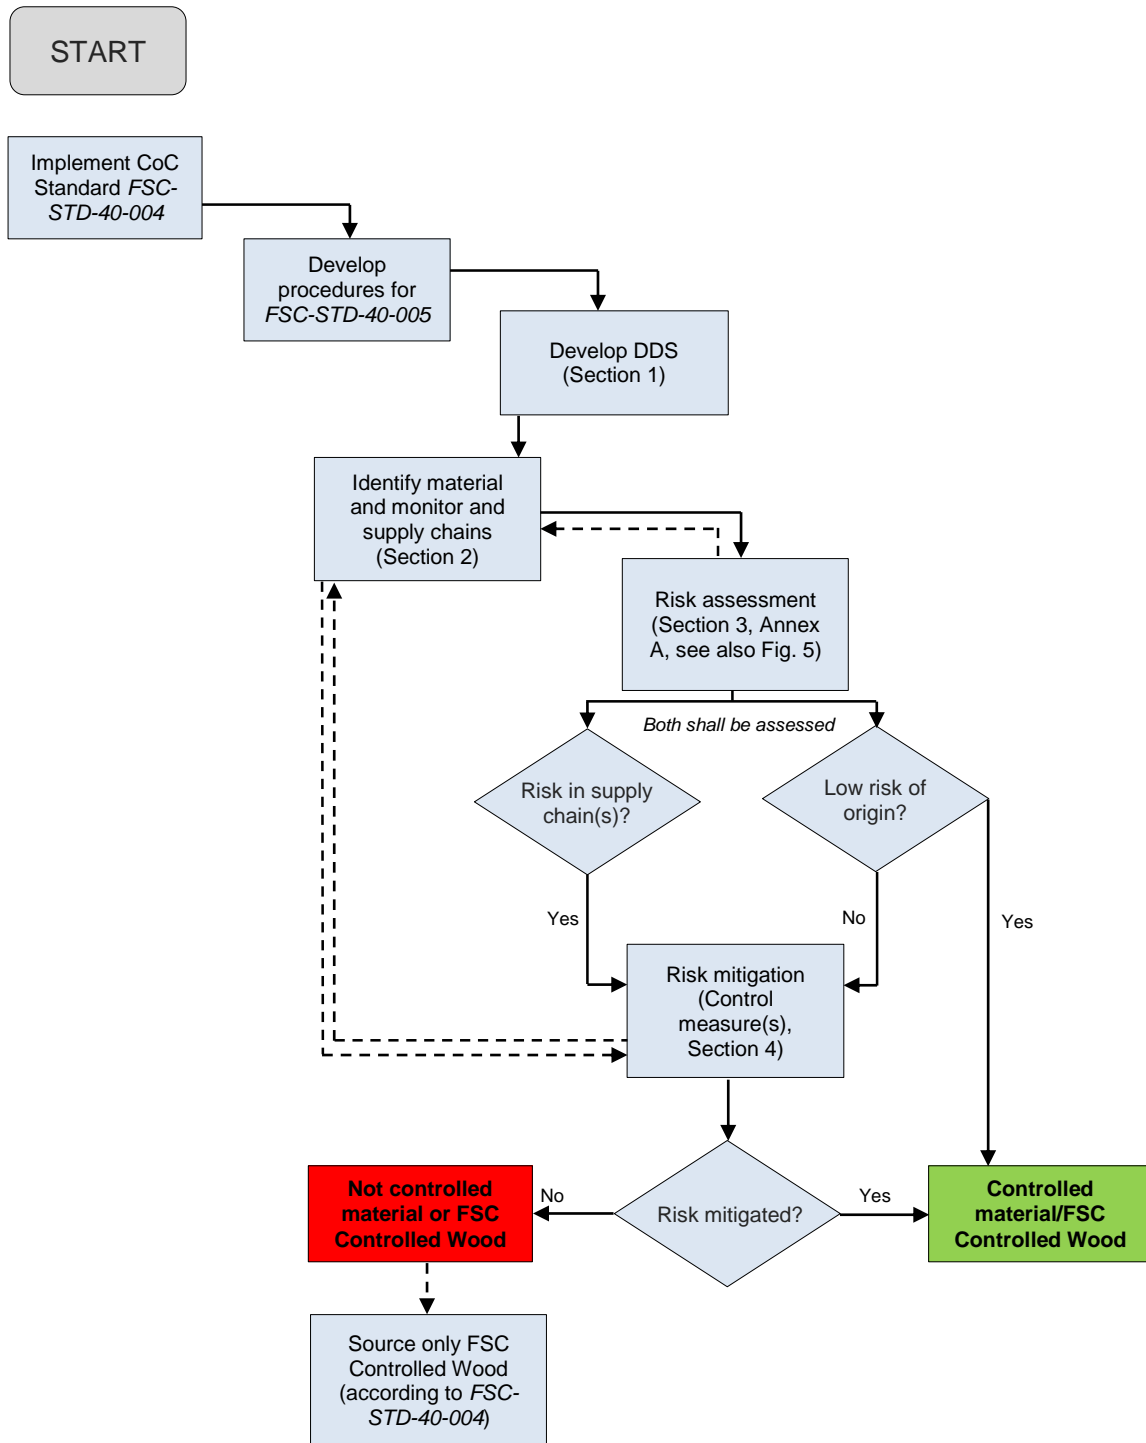 START
Implement CoC
Standard FSC-
STD-40-004
Develop
procedures for
FSC-STD-40-005
Develop DDS
(Section 1)
Identify material
and monitor and
supply chains
(Section 2)
Risk assessment
(Section 3, Annex
A, see also Fig. 5)
Both shall be assessed
Risk in supply
chain(s)?
Low risk of
origin?
Yes
No
Yes
Risk mitigation
(Control
measure(s),
Section 4)
Not controlled
material or FSC
Controlled Wood
No
Risk mitigated?
Yes
Controlled
material/FSC
Controlled Wood
Source only FSC
Controlled Wood
(according to FSC-
STD-40-004)